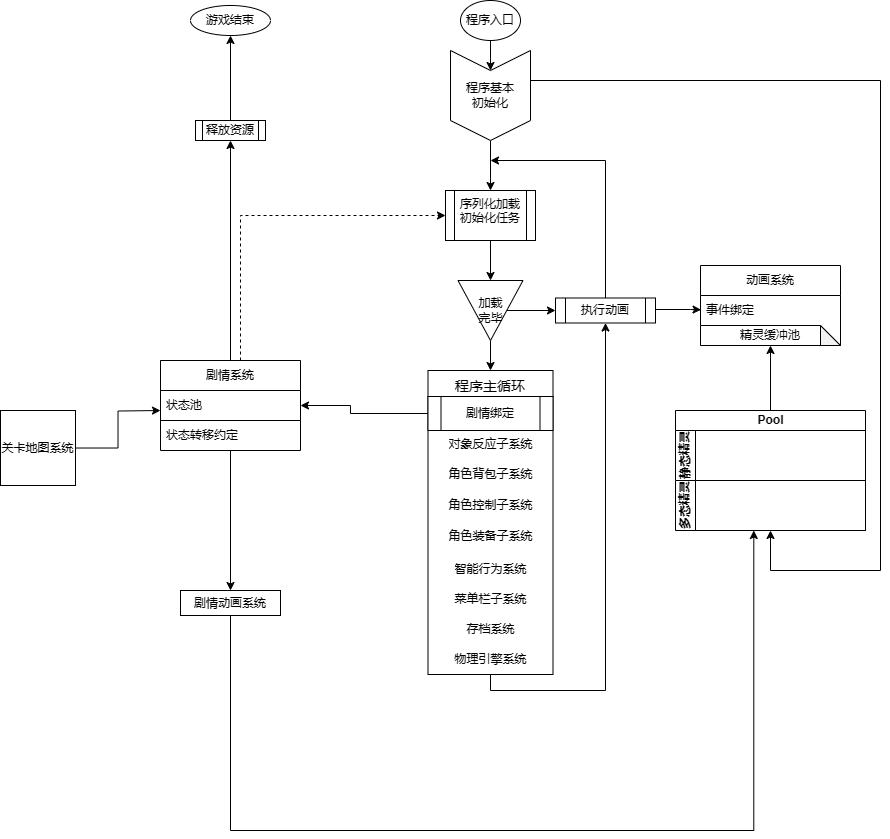 游戏结束
程序入口
程序基本
初始化
释放资源
序列化加载
初始化任务
加载
完毕
执行动画
动画系统
事件绑定
精灵缓冲池
剧情系统
状态池
状态转移约定
关卡地图系统
程序主循环
剧情绑定
对象反应子系统
角色背包子系统
角色控制子系统
角色装备子系统
智能行为系统
菜单栏子系统
存档系统
物理引擎系统
Pool
静态精灵
多态精灵
剧情动画系统